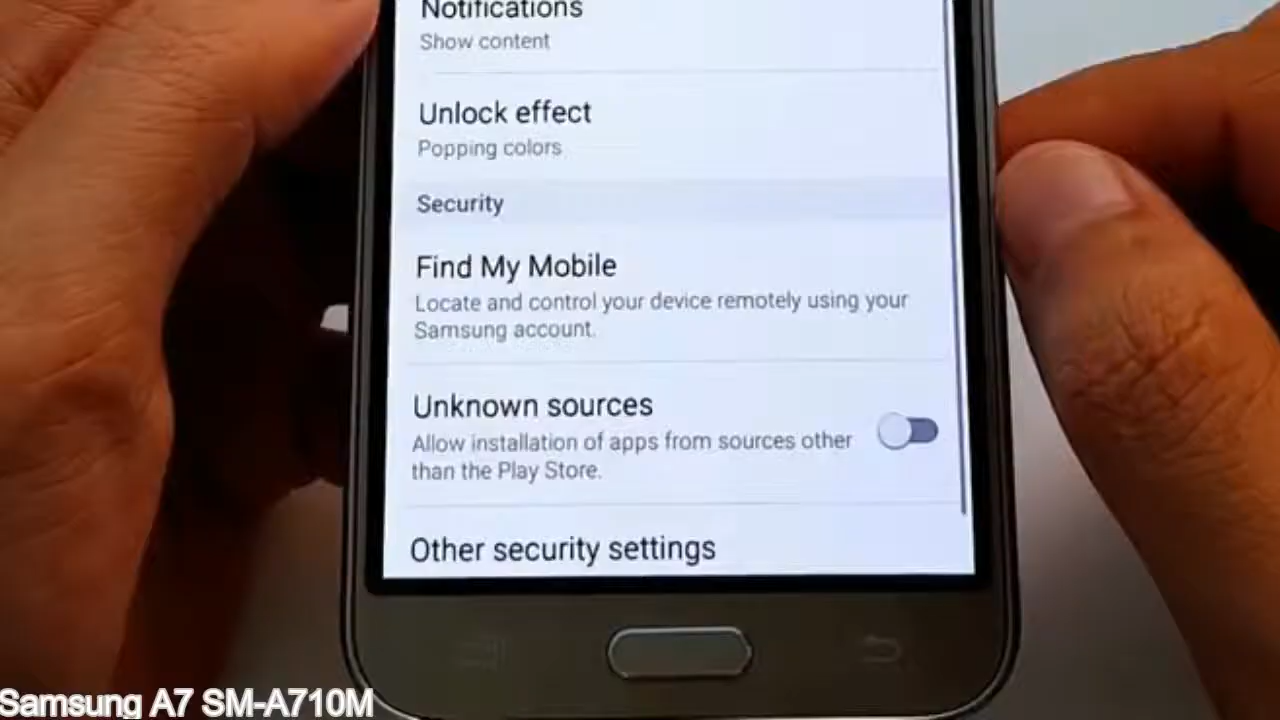 Notifications
Show content
Unlock effect
Popping colors
Security
Find My Mobile
Locate and control your device remotely using your
Samsung account.
Unknown sources
Allow installation of apps from sources other
than the Play Store.
Other security settings
Samsung A7 SM-A710M